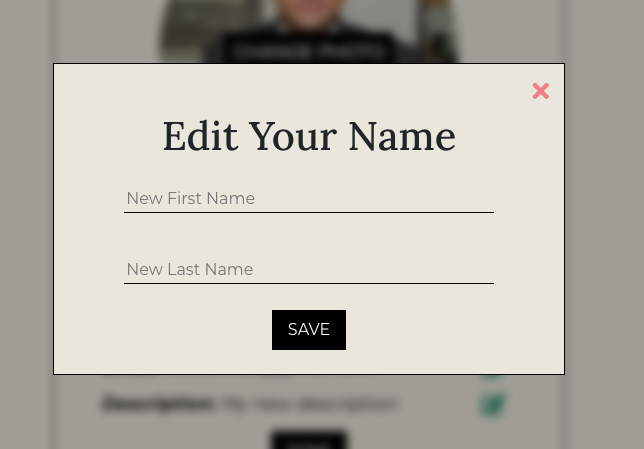 CHANGE PHOTO
Edit Your Name
New First Name
New Last Name
SAVE
Description: My new description